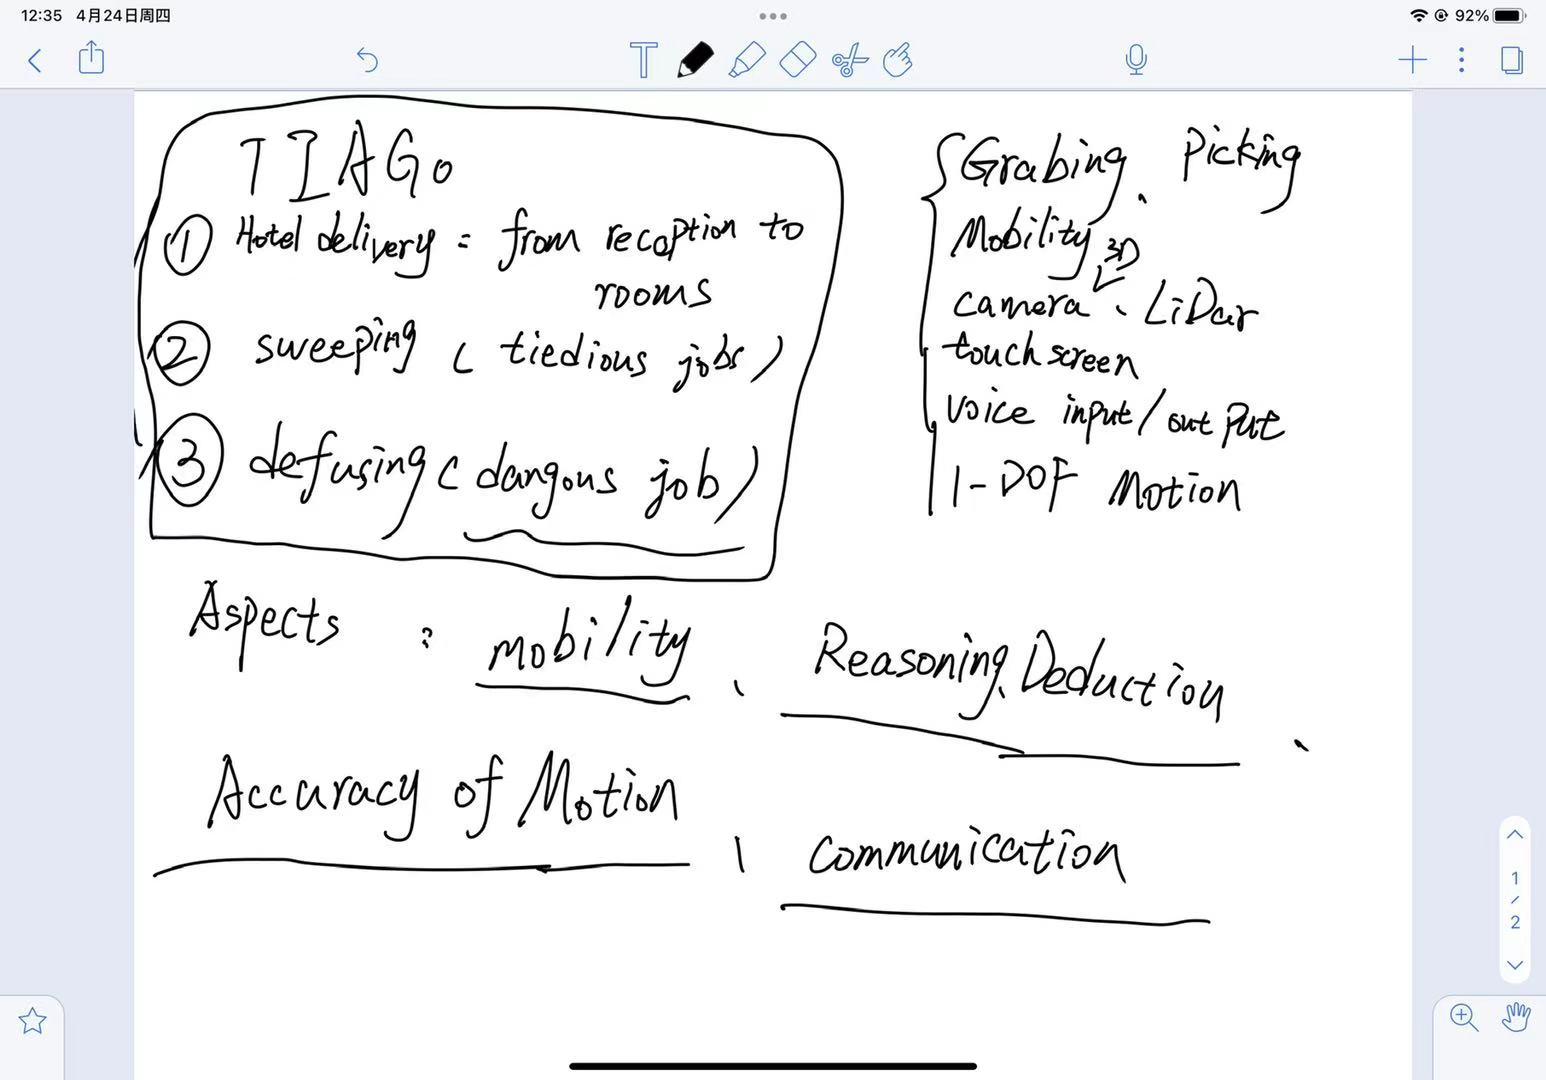 12:35 4月24日周四
92%
TIAGo
① Hotel delivery : from reception to
rooms
② sweeping ( tiedious jobs )
③ defusing ( dangous job )
Grabing、Picking
Mobility
3D
camera、LiDar
touch screen
voice input/output
1-DOF Motion
Aspects : mobility、Reasoning、Deduction、
Accuracy of Motion、communication
1
/
2